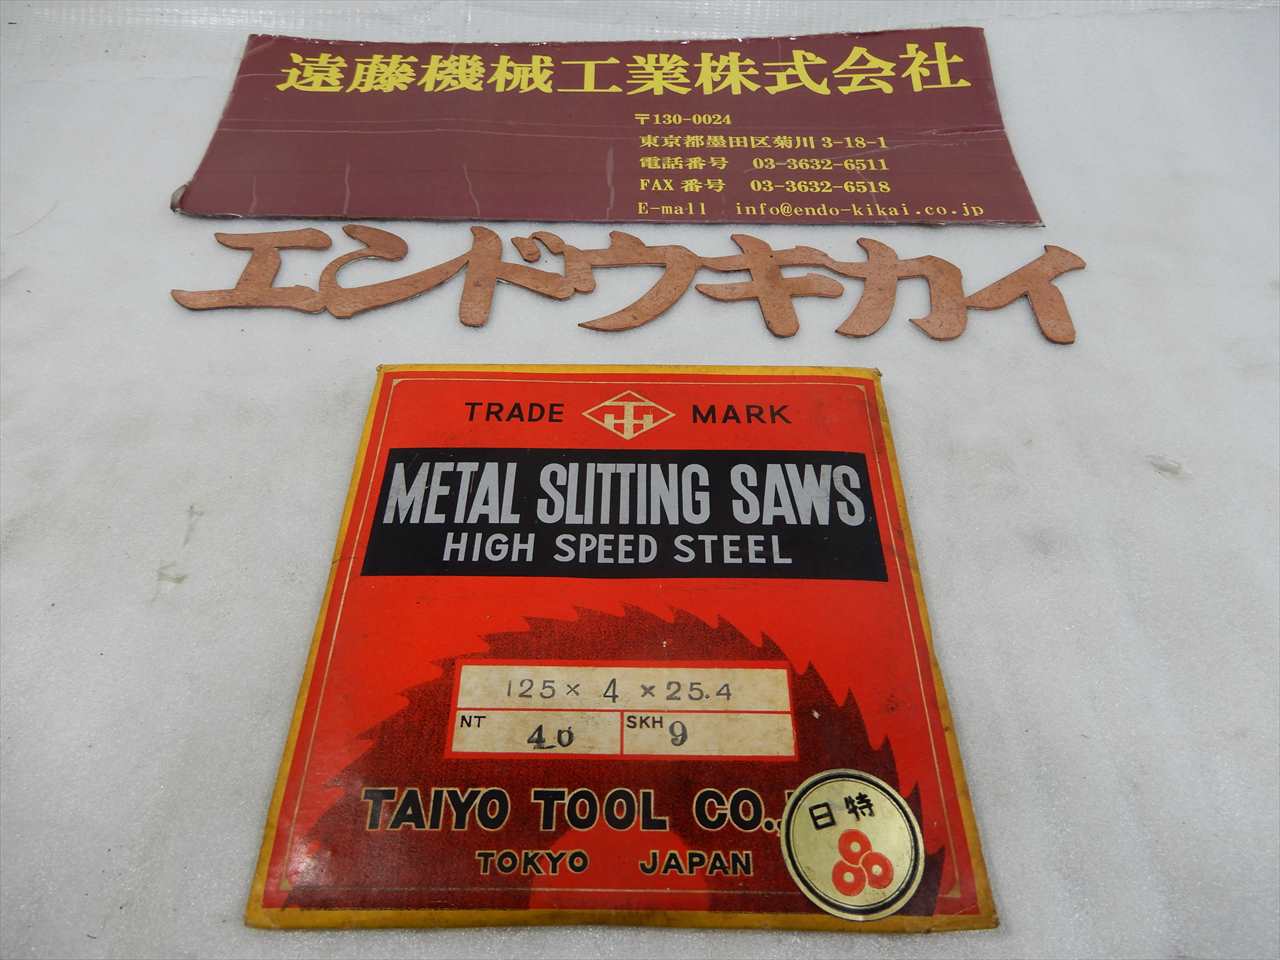 遠藤機械工業株式会社
〒130-0024
東京都墨田区菊川 3-18-1
電話番号 03-3632-6511
FAX 番号 03-3632-6518
E-mall info@endo-kikai.co.jp
エンドウキカイ
TRADE MARK
METAL SLITTING SAWS
HIGH SPEED STEEL
125 × 4 × 25.4
NT 40 SKH 9
TAIYO TOOL CO.,
日特
TOKYO JAPAN